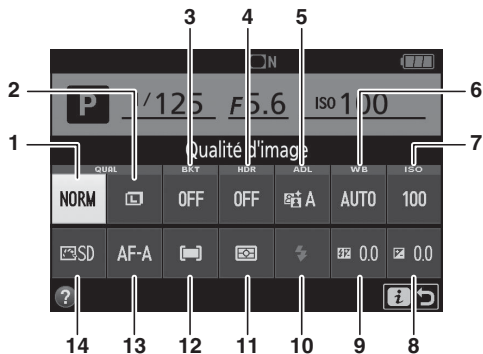 3 4 5
N
2
P 1/125 F5.6 ISO 100
6
1
Qualité d'image
7
QUAL BKT HDR ADL WB ISO
NORM L OFF OFF A AUTO 100
SD AF-A 0.0 0.0
? i
14 13 12 11 10 9 8